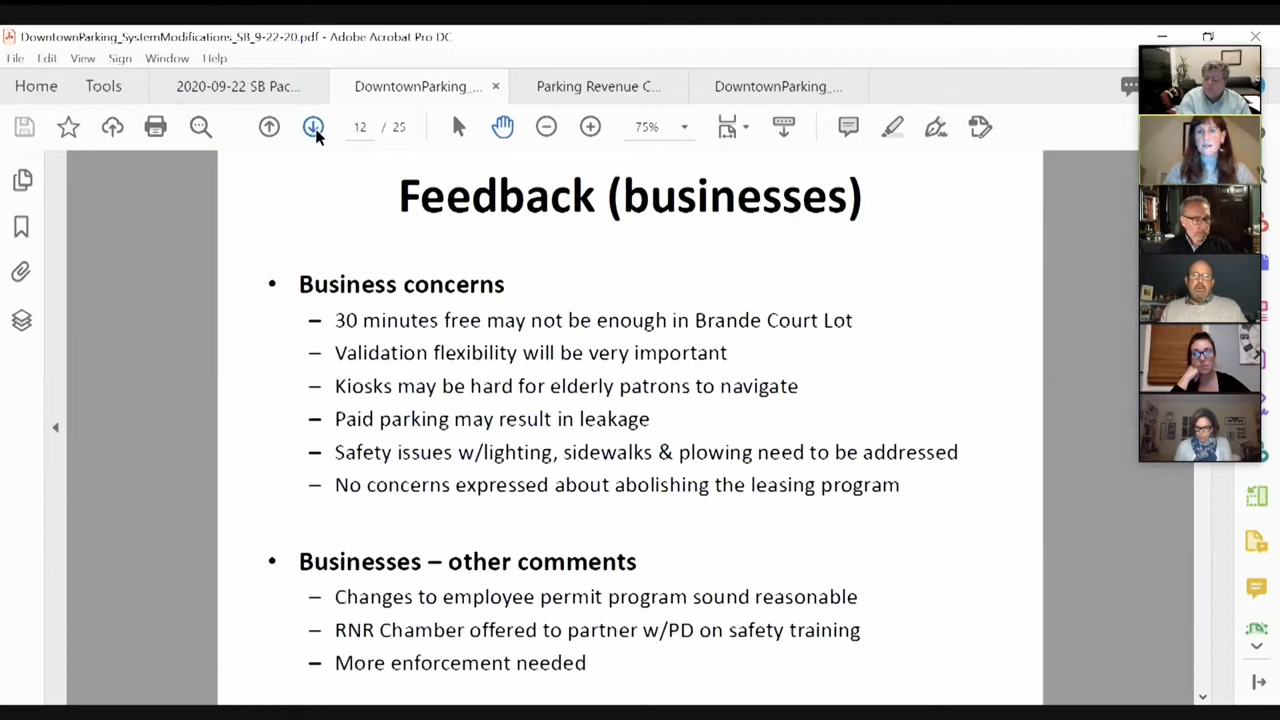 DowntownParking_SystemModifications_SB_9-22-20.pdf - Adobe Acrobat Pro DC
File Edit View Window Help
Home Tools 2020-09-22 SB Pac... DowntownParking_... × Parking Revenue C... DowntownParking_...
12 / 25 75%
Feedback (businesses)
• Business concerns
– 30 minutes free may not be enough in Brande Court Lot
– Validation flexibility will be very important
– Kiosks may be hard for elderly patrons to navigate
– Paid parking may result in leakage
– Safety issues w/lighting, sidewalks & plowing need to be addressed
– No concerns expressed about abolishing the leasing program
• Businesses – other comments
– Changes to employee permit program sound reasonable
– RNR Chamber offered to partner w/PD on safety training
– More enforcement needed